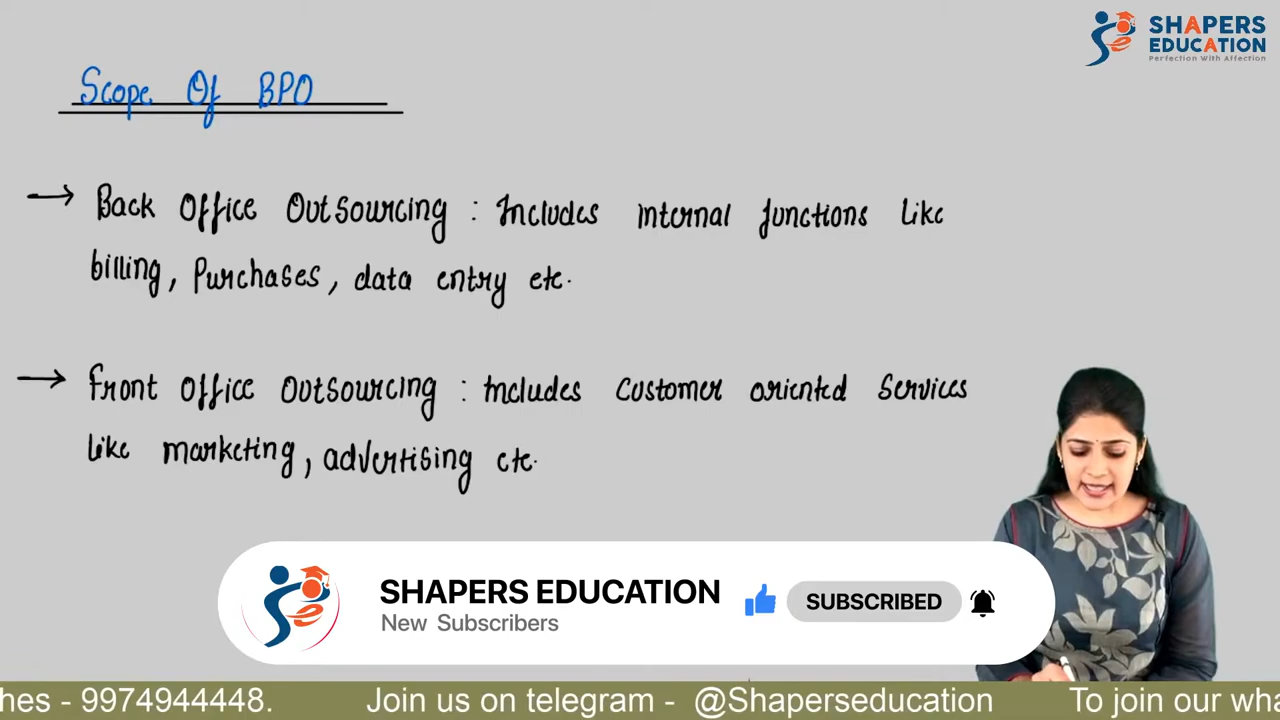 SHAPERS
EDUCATION
Perfection With Affection
Scope Of BPO
→ Back Office Outsourcing : Includes internal functions like
billing, Purchases, data entry etc.
→ Front Office Outsourcing : Includes Customer oriented Services
like marketing, advertising etc.
SHAPERS EDUCATION
New Subscribers
SUBSCRIBED
hes - 9974944448. Join us on telegram - @Shaperseducation To join our wha